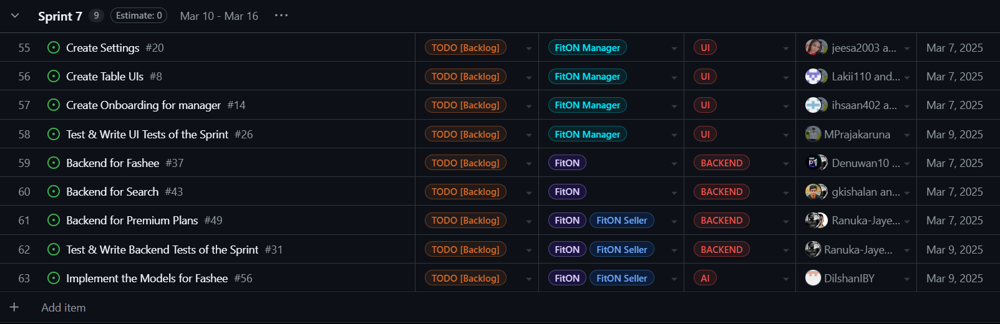 Sprint 7 9 Estimate: 0 Mar 10 - Mar 16 ...
55 Create Settings #20 TODO [Backlog] FitON Manager UI jeesa2003 a... Mar 7, 2025
56 Create Table UIs #8 TODO [Backlog] FitON Manager UI Lakii110 and... Mar 7, 2025
57 Create Onboarding for manager #14 TODO [Backlog] FitON Manager UI ihsaan402 a... Mar 7, 2025
58 Test & Write UI Tests of the Sprint #26 TODO [Backlog] FitON Manager UI MPrajakaruna Mar 9, 2025
59 Backend for Fashee #37 TODO [Backlog] FitON BACKEND Denuwan10 ... Mar 7, 2025
60 Backend for Search #43 TODO [Backlog] FitON BACKEND gkishalan an... Mar 7, 2025
61 Backend for Premium Plans #49 TODO [Backlog] FitON FitON Seller BACKEND Ranuka-Jaye... Mar 7, 2025
62 Test & Write Backend Tests of the Sprint #31 TODO [Backlog] FitON FitON Seller BACKEND Ranuka-Jaye... Mar 9, 2025
63 Implement the Models for Fashee #56 TODO [Backlog] FitON FitON Seller AI DilshanIBY Mar 9, 2025
+ Add item